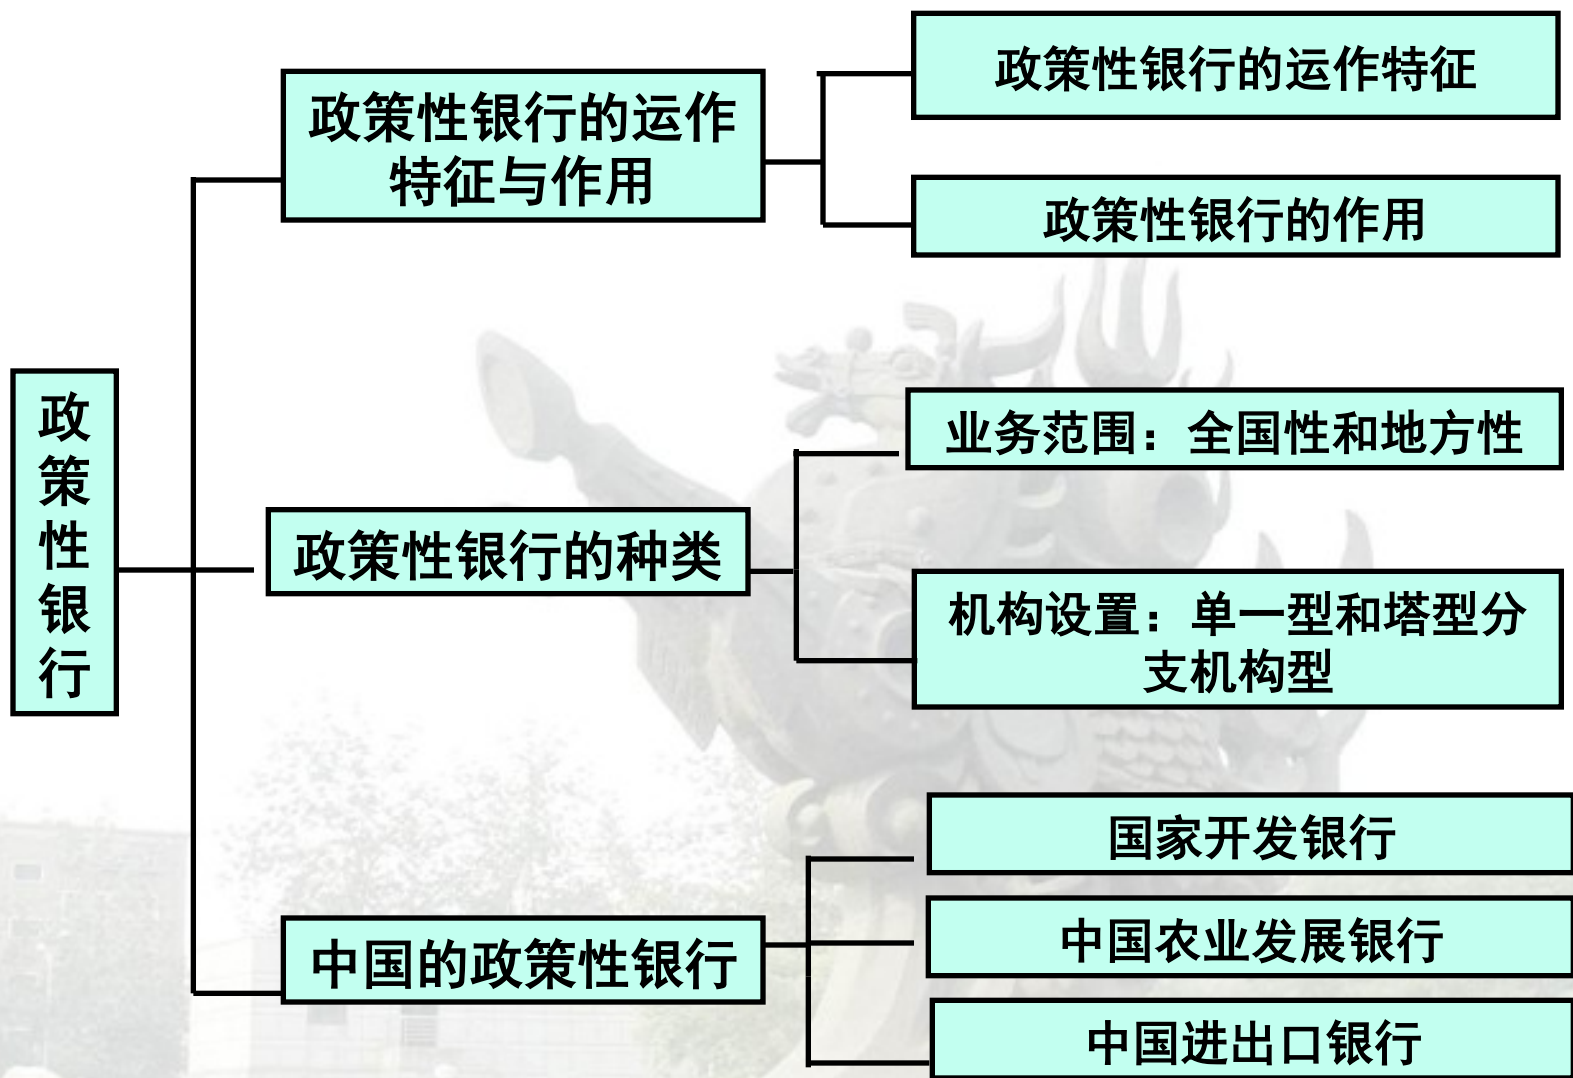 政策性银行
政策性银行的运作
特征与作用
政策性银行的运作特征
政策性银行的作用
政策性银行的种类
业务范围：全国性和地方性
机构设置：单一型和塔型分
支机构型
中国的政策性银行
国家开发银行
中国农业发展银行
中国进出口银行